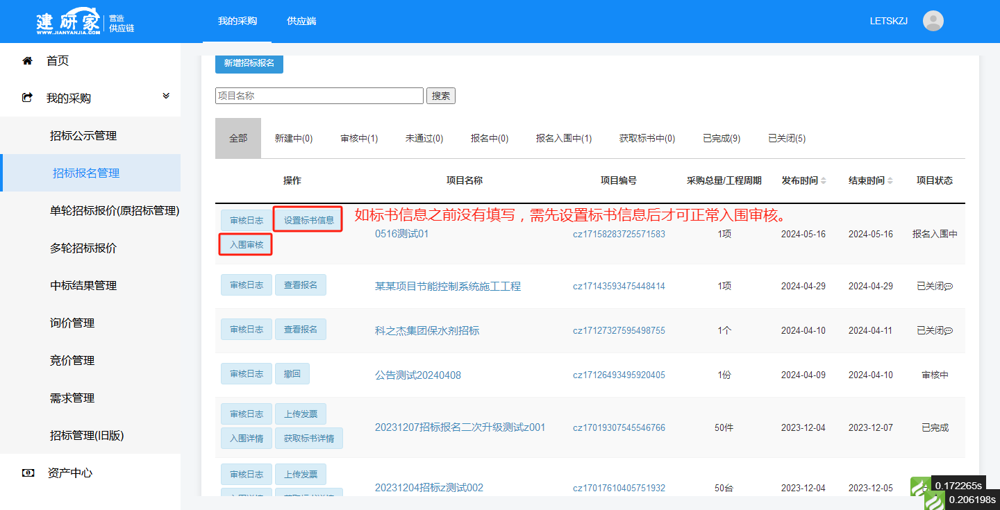 建研家 营造
WWW.JIANYANJIA.COM 供应链
我的采购 供应端 LETSKZJ
首页
我的采购
招标公示管理
招标报名管理
单轮招标报价(原招标管理)
多轮招标报价
中标结果管理
询价管理
竞价管理
需求管理
招标管理(旧版)
资产中心
新增招标报名
项目名称 搜索
全部 新建中(0) 审核中(1) 未通过(0) 报名中(0) 报名入围中(1) 获取标书中(0) 已完成(9) 已关闭(5)
操作 项目名称 项目编号 采购总量/工程周期 发布时间 结束时间 项目状态
如标书信息之前没有填写，需先设置标书信息后才可正常入围审核。
审核日志 设置标书信息
入围审核
0516测试01 cz17158283725571583 1项 2024-05-16 2024-05-16 报名入围中
审核日志 查看报名 某某项目节能控制系统施工工程 cz17143593475448414 1项 2024-04-29 2024-04-29 已关闭
审核日志 查看报名 科之杰集团保水剂招标 cz17127327595498755 1个 2024-04-10 2024-04-11 已关闭
审核日志 撤回 公告测试20240408 cz17126493495920405 1份 2024-04-09 2024-04-10 审核中
审核日志 上传发票
入围详情 获取标书详情
20231207招标报名二次升级测试z001 cz17019307545546766 50件 2023-12-04 2023-12-07 已完成
审核日志 上传发票
入围详情 获取标书详情
20231204招标z测试002 cz17017610405751932 50台 2023-12-04 2023-12-05
0.172265s
0.206198s